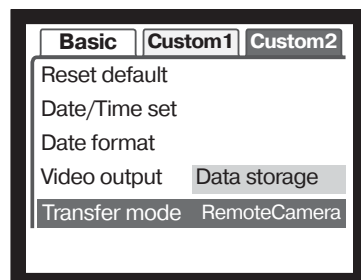 Basic Custom1 Custom2
Reset default
Date/Time set
Date format
Video output Data storage
Transfer mode RemoteCamera